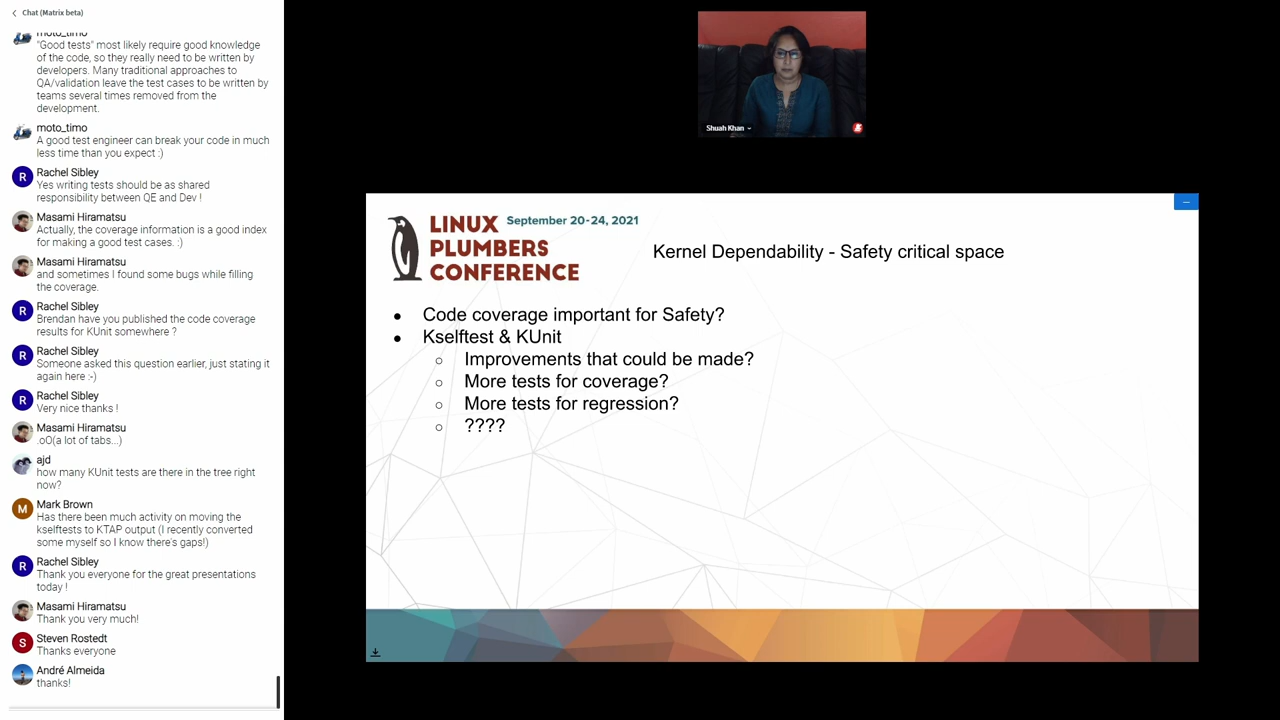 Chat (Matrix beta)
moto_timo
"Good tests" most likely require good knowledge
of the code, so they really need to be written by
developers. Many traditional approaches to
QA/validation leave the test cases to be written by
teams several times removed from the
development.
moto_timo
A good test engineer can break your code in much
less time than you expect :)
R
Rachel Sibley
Yes writing tests should be as shared
responsibility between QE and Dev !
Masami Hiramatsu
Actually, the coverage information is a good index
for making a good test cases. :)
Masami Hiramatsu
and sometimes I found some bugs while filling
the coverage.
R
Rachel Sibley
Brendan have you published the code coverage
results for KUnit somewhere ?
R
Rachel Sibley
Someone asked this question earlier, just stating it
again here :-)
R
Rachel Sibley
Very nice thanks !
Masami Hiramatsu
.oO(a lot of tabs...)
ajd
how many KUnit tests are there in the tree right
now?
M
Mark Brown
Has there been much activity on moving the
kselftests to KTAP output (I recently converted
some myself so I know there's gaps!)
R
Rachel Sibley
Thank you everyone for the great presentations
today !
Masami Hiramatsu
Thank you very much!
S
Steven Rostedt
Thanks everyone
André Almeida
thanks!
Shuah Khan
LINUX
PLUMBERS
CONFERENCE
September 20-24, 2021
Kernel Dependability - Safety critical space
● Code coverage important for Safety?
● Kselftest & KUnit
○ Improvements that could be made?
○ More tests for coverage?
○ More tests for regression?
○ ????